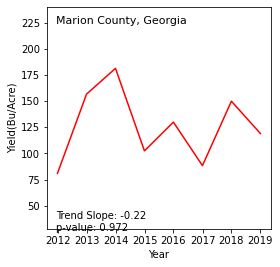 Marion County, Georgia
225
200
175
150
125
100
75
50
Yield(Bu/Acre)
Trend Slope: -0.22
p-value: 0.972
2012 2013 2014 2015 2016 2017 2018 2019
Year